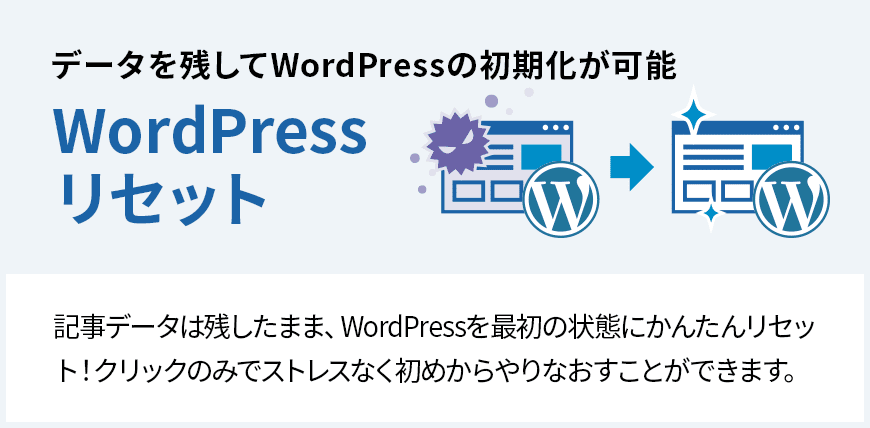 データを残してWordPressの初期化が可能
WordPress
リセット
記事データは残したまま、WordPressを最初の状態にかんたんリセッ
ト！クリックのみでストレスなく初めからやりなおすことができます。